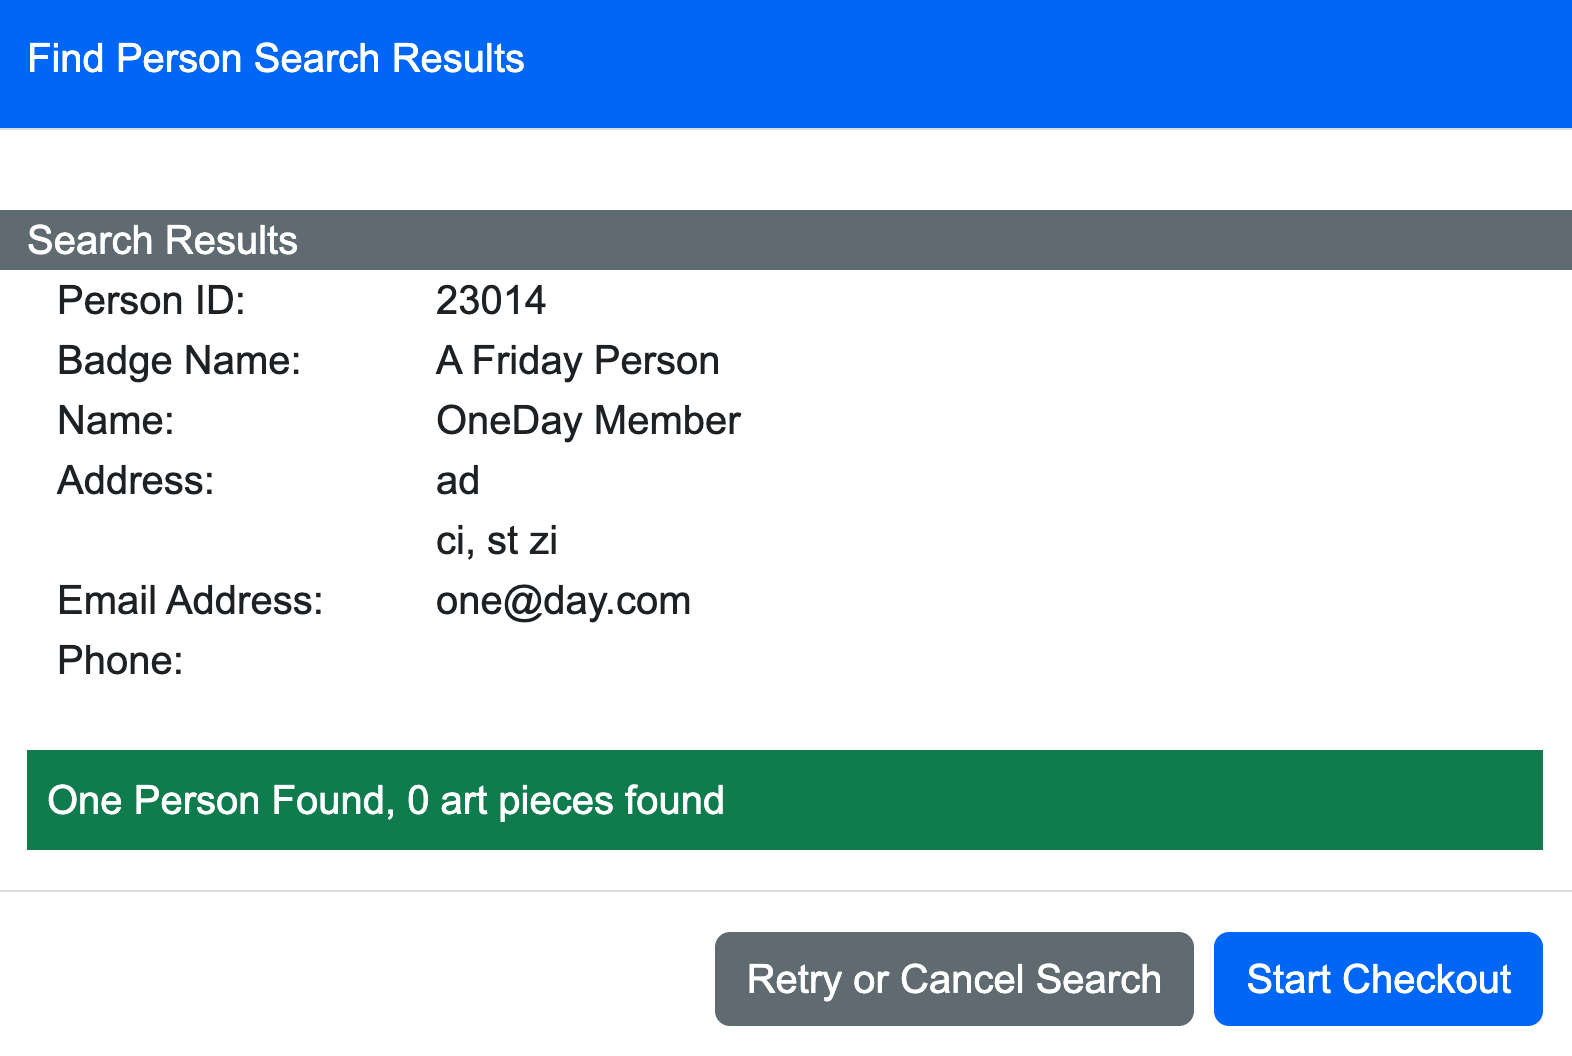 Find Person Search Results
Search Results
Person ID: 23014
Badge Name: A Friday Person
Name: OneDay Member
Address: ad
ci, st zi
Email Address: one@day.com
Phone:
One Person Found, 0 art pieces found
Retry or Cancel Search Start Checkout